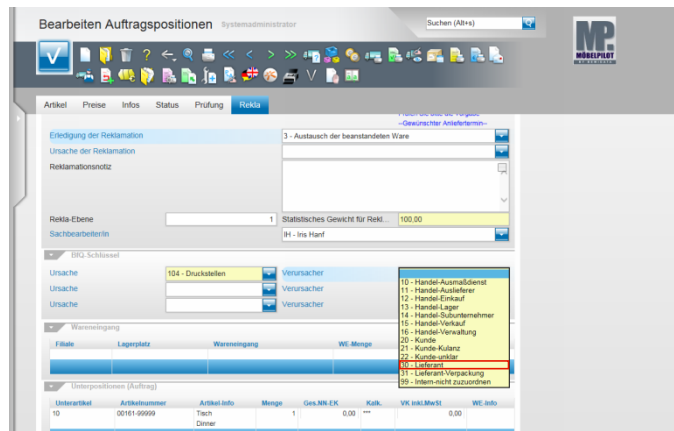 Bearbeiten Auftragspositionen Systemadministrator
Suchen (Alt+s)
MP.
MÖBELPILOT
Artikel Preise Infos Status Prüfung Rekla
--Gewünschter Anliefertermin--
Erledigung der Reklamation 3 - Austausch der beanstandeten Ware
Ursache der Reklamation
Reklamationsnotiz
Rekla-Ebene 1 Statistisches Gewicht für Rekl... 100,00
Sachbearbeiter/in IH - Iris Hanf
BIQ-Schlüssel
Ursache 104 - Druckstellen Verursacher
Ursache Verursacher
Ursache Verursacher
10 - Handel-Ausmaßdienst
11 - Handel-Auslieferer
12 - Handel-Einkauf
13 - Handel-Lager
14 - Handel-Subunternehmer
15 - Handel-Verkauf
16 - Handel-Verwaltung
20 - Kunde
21 - Kunde-Kulanz
22 - Kunde-unklar
30 - Lieferant
31 - Lieferant-Verpackung
99 - Intern-nicht zuzuordnen
Wareneingang
Filiale Lagerplatz Wareneingang WE-Menge
Unterpositionen (Auftrag)
Unterartikel Artikelnummer Artikel-Info Menge Ges.NN-EK Kalk. VK inkl.MwSt WE-Info
10 00161-99999 Tisch 1 0,00 *** 0,00
Dinner